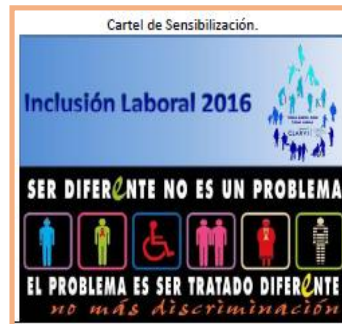 Cartel de Sensibilización.
Inclusión Laboral 2016
CLARVI
SER DIFERENTE NO ES UN PROBLEMA
EL PROBLEMA ES SER TRATADO DIFERENTE
no más discriminación